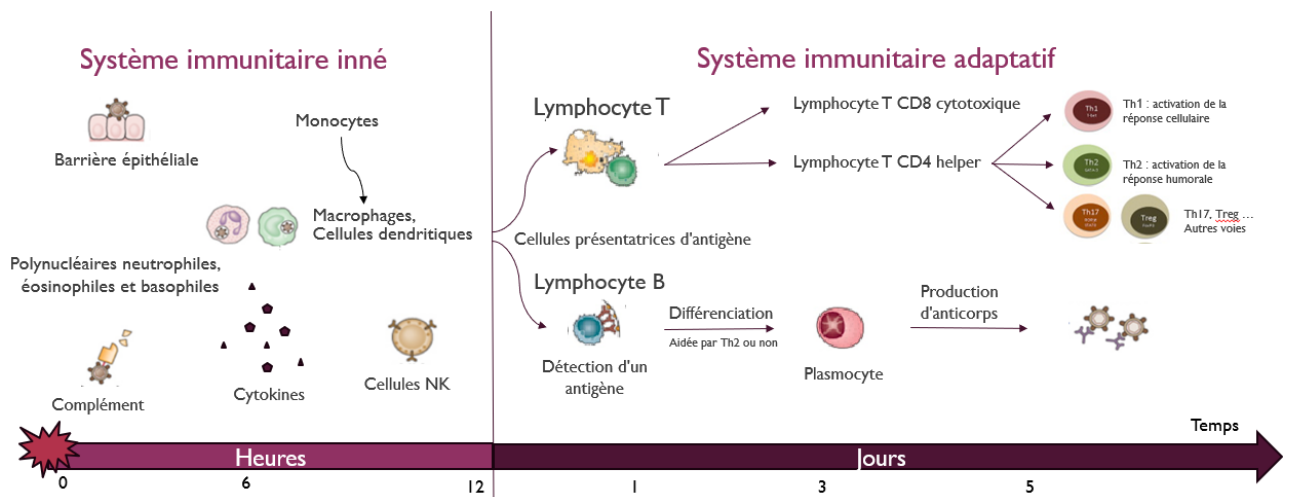 Système immunitaire inné
Barrière épithéliale
Monocytes
Macrophages,
Cellules dendritiques
Polynucléaires neutrophiles,
éosinophiles et basophiles
Complément
Cytokines
Cellules NK
Système immunitaire adaptatif
Lymphocyte T
Cellules présentatrices d'antigène
Lymphocyte T CD8 cytotoxique
Lymphocyte T CD4 helper
Th1
Th1 : activation de la
réponse cellulaire
Th2
Th2 : activation de la
réponse humorale
Th17
Treg
Th17, Treg ...
Autres voies
Lymphocyte B
Détection d'un
antigène
Différenciation
Aidée par Th2 ou non
Plasmocyte
Production
d'anticorps
Temps
Heures
Jours
0
6
12
1
3
5